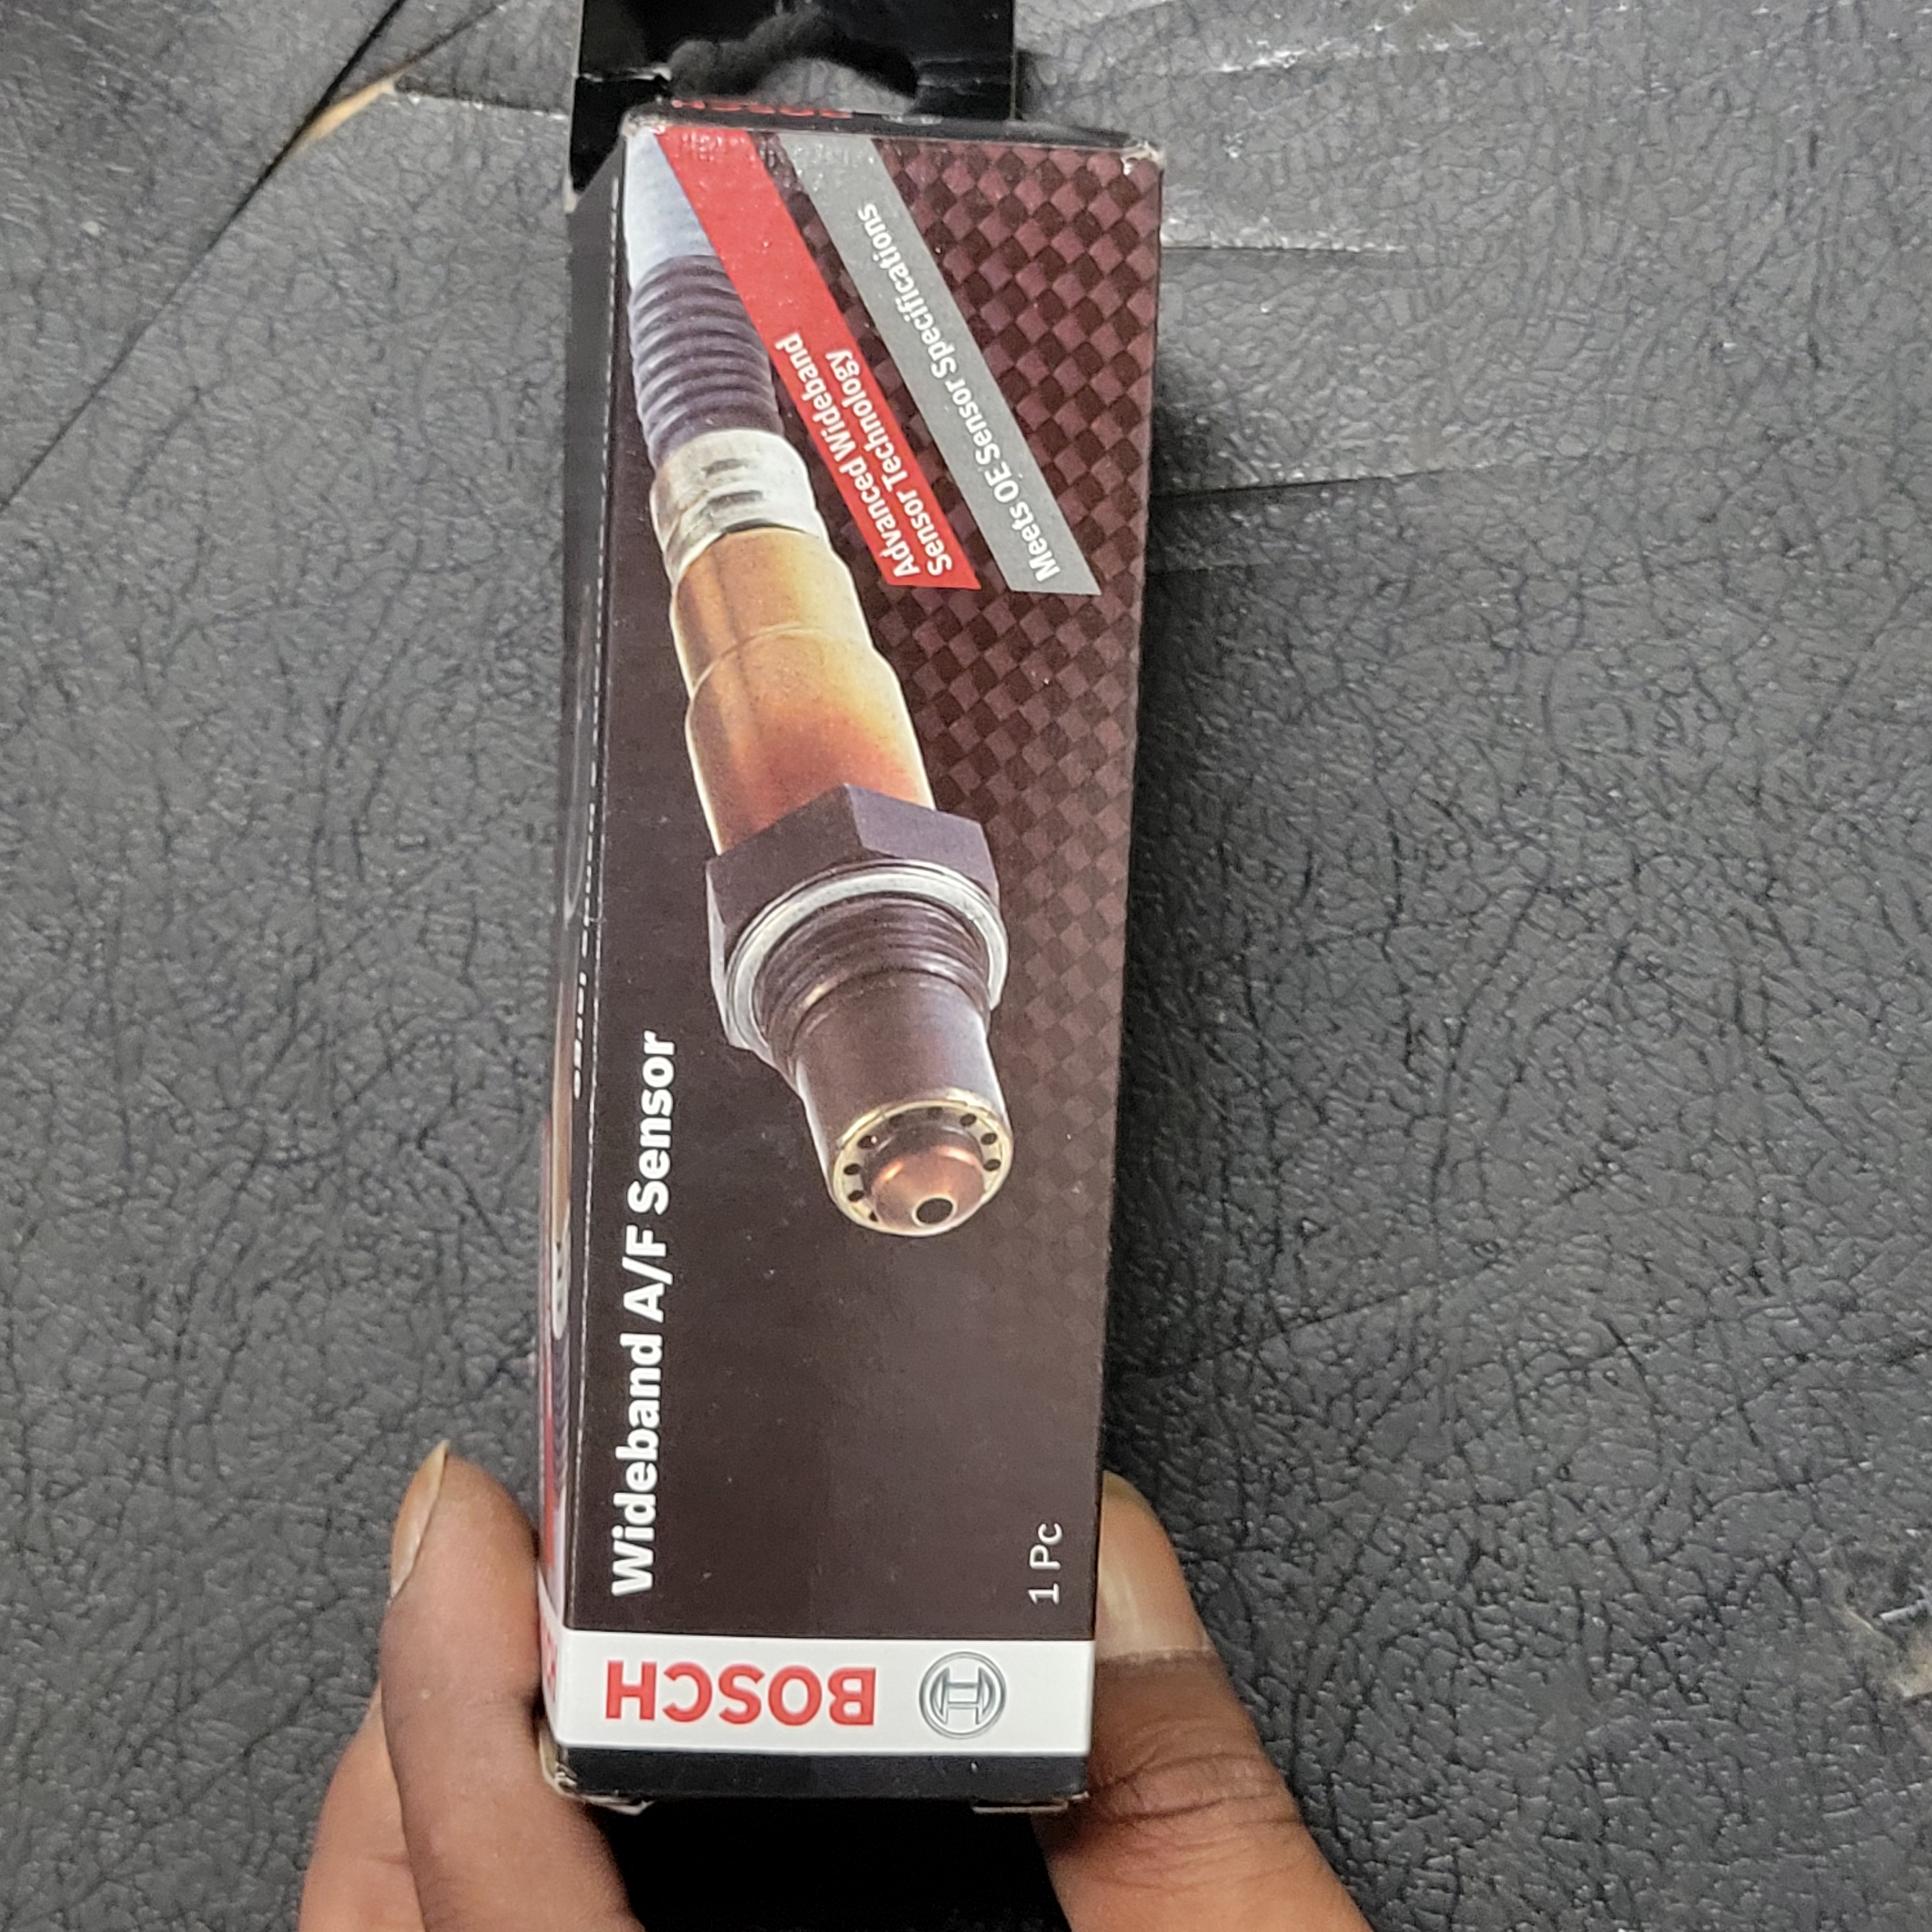 BOSCH
Wideband A/F Sensor
1 Pc
Advanced Wideband
Sensor Technology
Meets OE Sensor Specifications